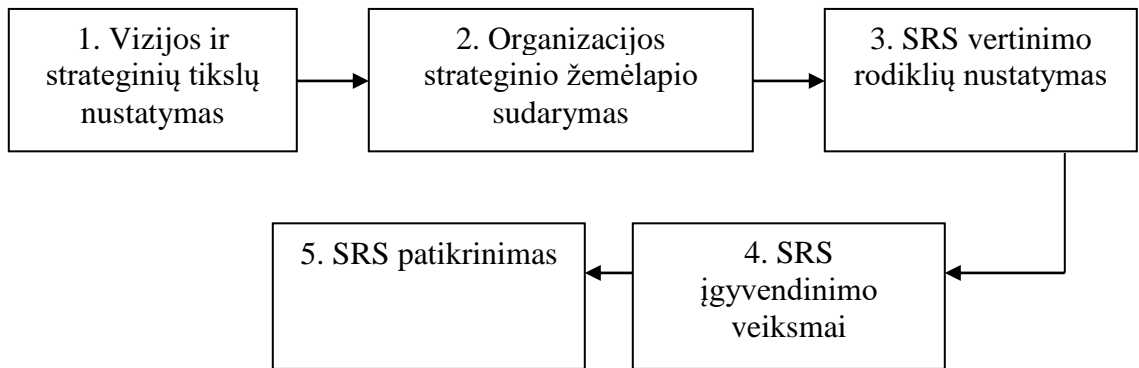 1. Vizijos ir
strateginių tikslų
nustatymas
2. Organizacijos
strateginio žemėlapio
sudarymas
3. SRS vertinimo
rodiklių nustatymas
4. SRS
įgyvendinimo
veiksmai
5. SRS patikrinimas